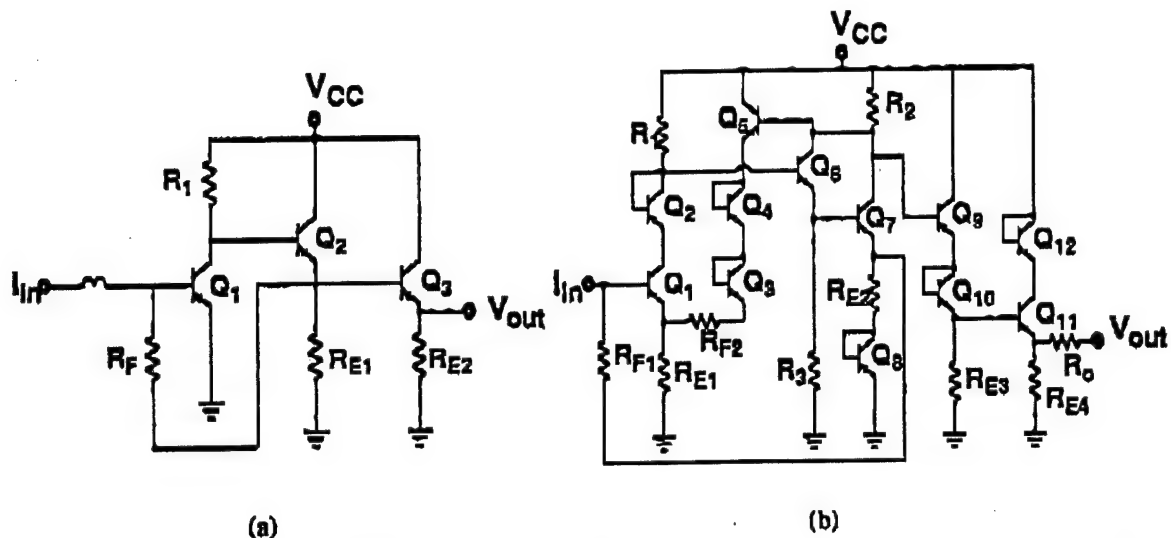 V_CC
R_1
Q_2
I_in
Q_1
Q_3
V_out
R_F
R_E1
R_E2
(a)
V_CC
R_1
Q_5
R_2
Q_6
Q_2
Q_4
Q_7
Q_9
Q_12
I_in
Q_1
Q_3
R_E2
Q_10
Q_11
V_out
R_F2
R_F1
R_E1
R_3
Q_8
R_E3
R_o
R_E4
(b)